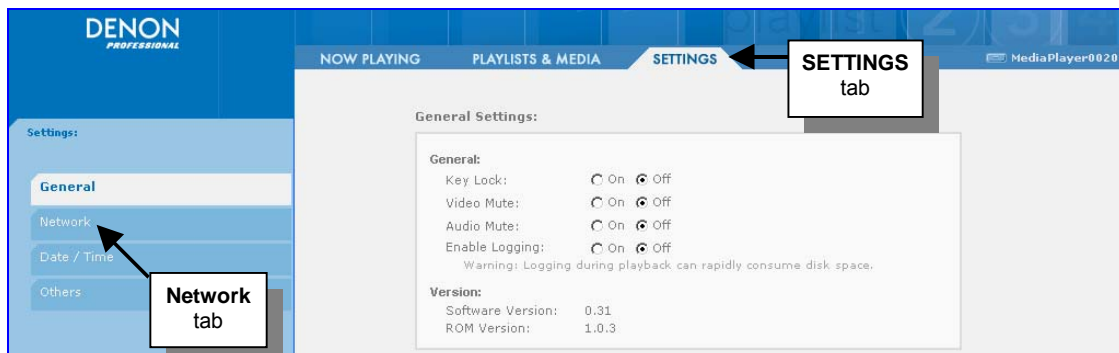 DENON
PROFESSIONAL
NOW PLAYING
PLAYLISTS & MEDIA
SETTINGS
SETTINGS
tab
MediaPlayer0020
Settings:
General
Network
Date / Time
Others
Network
tab
General Settings:
General:
Key Lock: On Off
Video Mute: On Off
Audio Mute: On Off
Enable Logging: On Off
Warning: Logging during playback can rapidly consume disk space.
Version:
Software Version: 0.31
ROM Version: 1.0.3